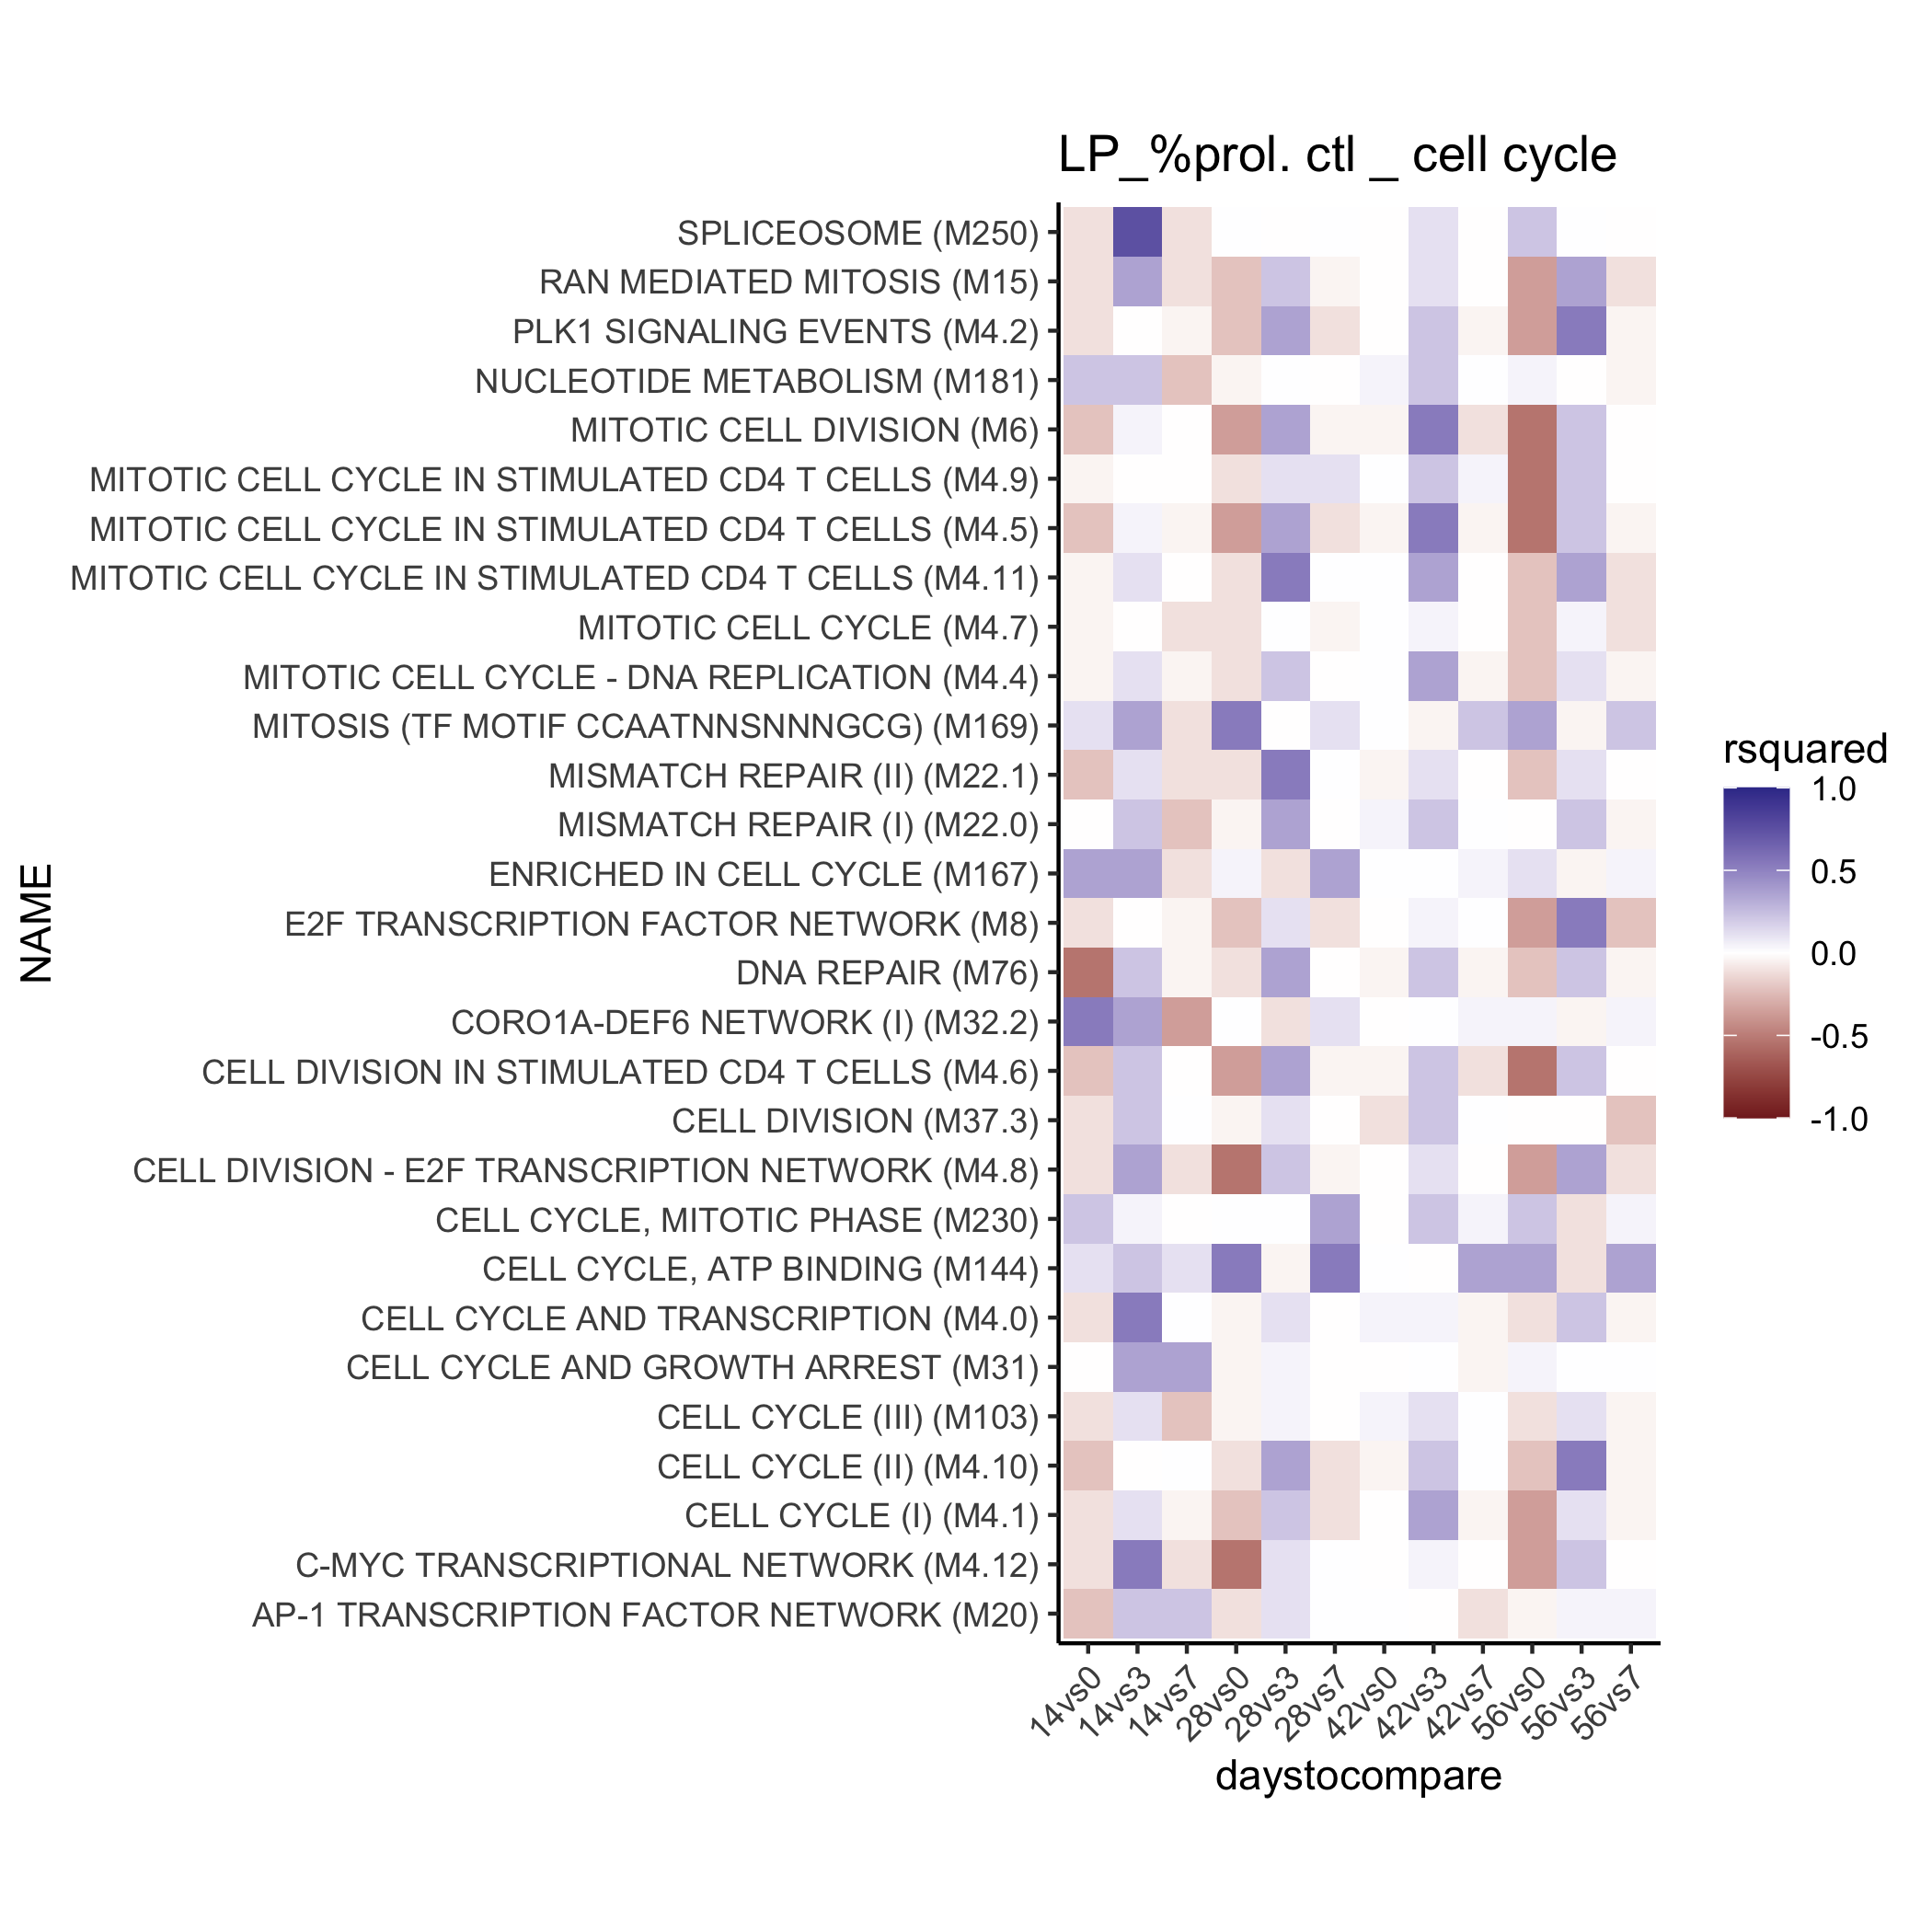 LP_%prol. ctl _ cell cycle
SPLICEOSOME (M250)
RAN MEDIATED MITOSIS (M15)
PLK1 SIGNALING EVENTS (M4.2)
NUCLEOTIDE METABOLISM (M181)
MITOTIC CELL DIVISION (M6)
MITOTIC CELL CYCLE IN STIMULATED CD4 T CELLS (M4.9)
MITOTIC CELL CYCLE IN STIMULATED CD4 T CELLS (M4.5)
MITOTIC CELL CYCLE IN STIMULATED CD4 T CELLS (M4.11)
MITOTIC CELL CYCLE (M4.7)
MITOTIC CELL CYCLE - DNA REPLICATION (M4.4)
MITOSIS (TF MOTIF CCAATNNSNNNGCG) (M169)
MISMATCH REPAIR (II) (M22.1)
MISMATCH REPAIR (I) (M22.0)
ENRICHED IN CELL CYCLE (M167)
E2F TRANSCRIPTION FACTOR NETWORK (M8)
DNA REPAIR (M76)
CORO1A-DEF6 NETWORK (I) (M32.2)
CELL DIVISION IN STIMULATED CD4 T CELLS (M4.6)
CELL DIVISION (M37.3)
CELL DIVISION - E2F TRANSCRIPTION NETWORK (M4.8)
CELL CYCLE, MITOTIC PHASE (M230)
CELL CYCLE, ATP BINDING (M144)
CELL CYCLE AND TRANSCRIPTION (M4.0)
CELL CYCLE AND GROWTH ARREST (M31)
CELL CYCLE (III) (M103)
CELL CYCLE (II) (M4.10)
CELL CYCLE (I) (M4.1)
C-MYC TRANSCRIPTIONAL NETWORK (M4.12)
AP-1 TRANSCRIPTION FACTOR NETWORK (M20)
NAME
14vs0
14vs3
14vs7
28vs0
28vs3
28vs7
42vs0
42vs3
42vs7
56vs0
56vs3
56vs7
daystocompare
rsquared
1.0
0.5
0.0
-0.5
-1.0